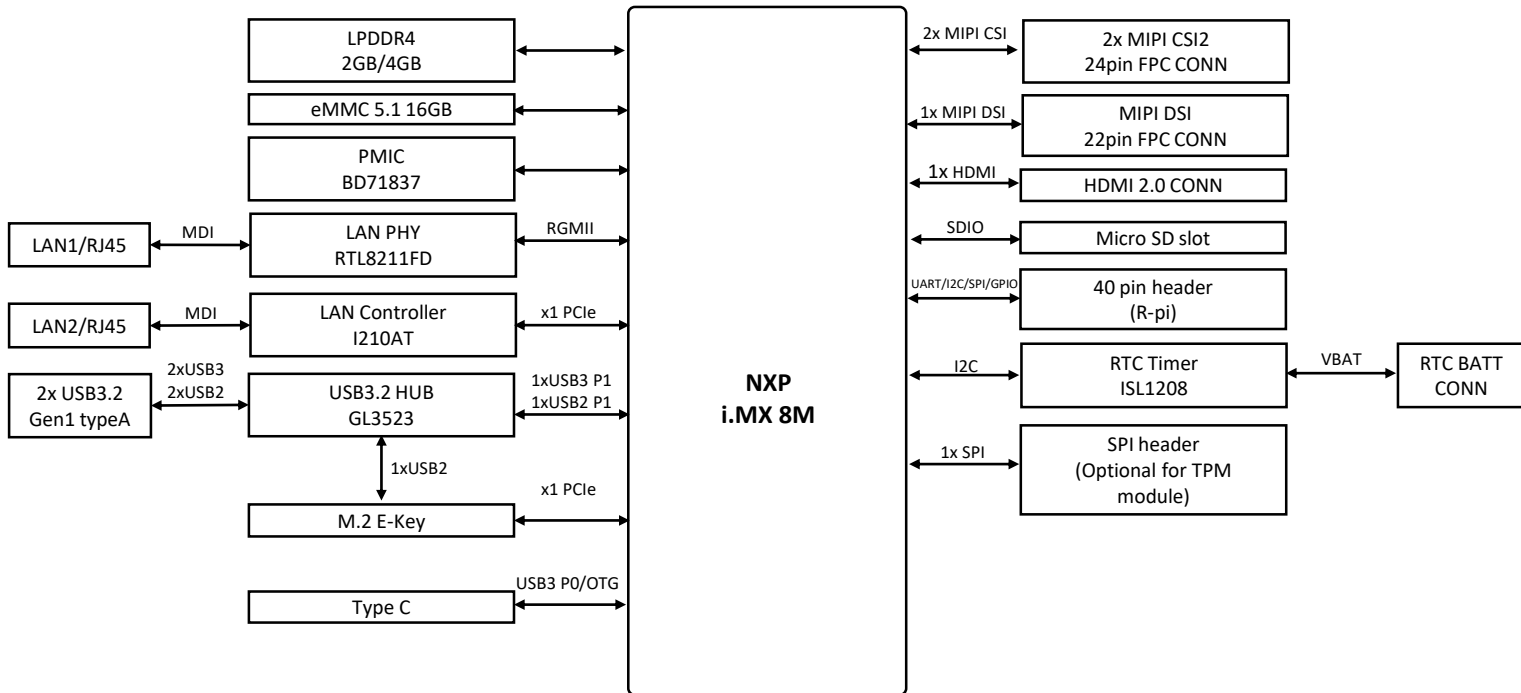 LPDDR4
2GB/4GB
eMMC 5.1 16GB
PMIC
BD71837
LAN1/RJ45
MDI
LAN PHY
RTL8211FD
RGMII
LAN2/RJ45
MDI
LAN Controller
I210AT
x1 PCIe
2x USB3.2
Gen1 typeA
2xUSB3
2xUSB2
USB3.2 HUB
GL3523
1xUSB3 P1
1xUSB2 P1
1xUSB2
M.2 E-Key
x1 PCIe
Type C
USB3 P0/OTG
NXP
i.MX 8M
2x MIPI CSI
2x MIPI CSI2
24pin FPC CONN
1x MIPI DSI
MIPI DSI
22pin FPC CONN
1x HDMI
HDMI 2.0 CONN
SDIO
Micro SD slot
UART/I2C/SPI/GPIO
40 pin header
(R-pi)
I2C
RTC Timer
ISL1208
VBAT
RTC BATT
CONN
1x SPI
SPI header
(Optional for TPM
module)